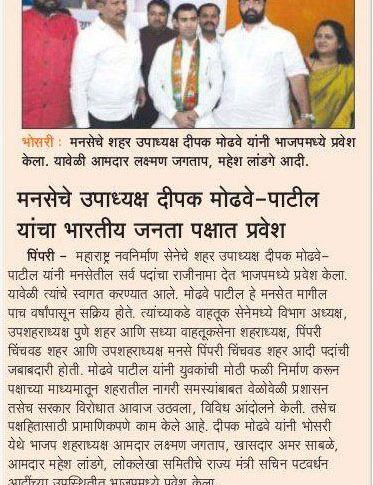 भोसरी : मनसेचे शहर उपाध्यक्ष दीपक मोढवे यांनी भाजपमध्ये प्रवेश
केला. यावेळी आमदार लक्ष्मण जगताप, महेश लांडगे आदी.
मनसेचे उपाध्यक्ष दीपक मोढवे-पाटील
यांचा भारतीय जनता पक्षात प्रवेश
पिंपरी - महाराष्ट्र नवनिर्माण सेनेचे शहर उपाध्यक्ष दीपक मोढवे-
पाटील यांनी मनसेतील सर्व पदांचा राजीनामा देत भाजपमध्ये प्रवेश केला.
यावेळी त्यांचे स्वागत करण्यात आले. मोढवे पाटील हे मनसेत मागील
पाच वर्षांपासून सक्रिय होते. त्यांच्याकडे वाहतूक सेनेमध्ये विभाग अध्यक्ष,
उपशहराध्यक्ष पुणे शहर आणि सध्या वाहतूकसेना शहराध्यक्ष, पिंपरी
चिंचवड शहर आणि उपशहराध्यक्ष मनसे पिंपरी चिंचवड शहर आदी पदांची
जबाबदारी होती. मोढवे पाटील यांनी युवकांची मोठी फळी निर्माण करून
पक्षाच्या माध्यमातून शहरातील नागरी समस्यांबाबत वेळोवेळी प्रशासन
तसेच सरकार विरोधात आवाज उठवला, विविध आंदोलने केली. तसेच
पक्षहितासाठी प्रामाणिकपणे काम केले आहे. दीपक मोढवे यांनी भोसरी
येथे भाजप शहराध्यक्ष आमदार लक्ष्मण जगताप, खासदार अमर साबळे,
आमदार महेश लांडगे, लोकलेखा समितीचे राज्य मंत्री सचिन पटवर्धन
आदींच्या उपस्थितीत भाजपमध्ये प्रवेश केला.